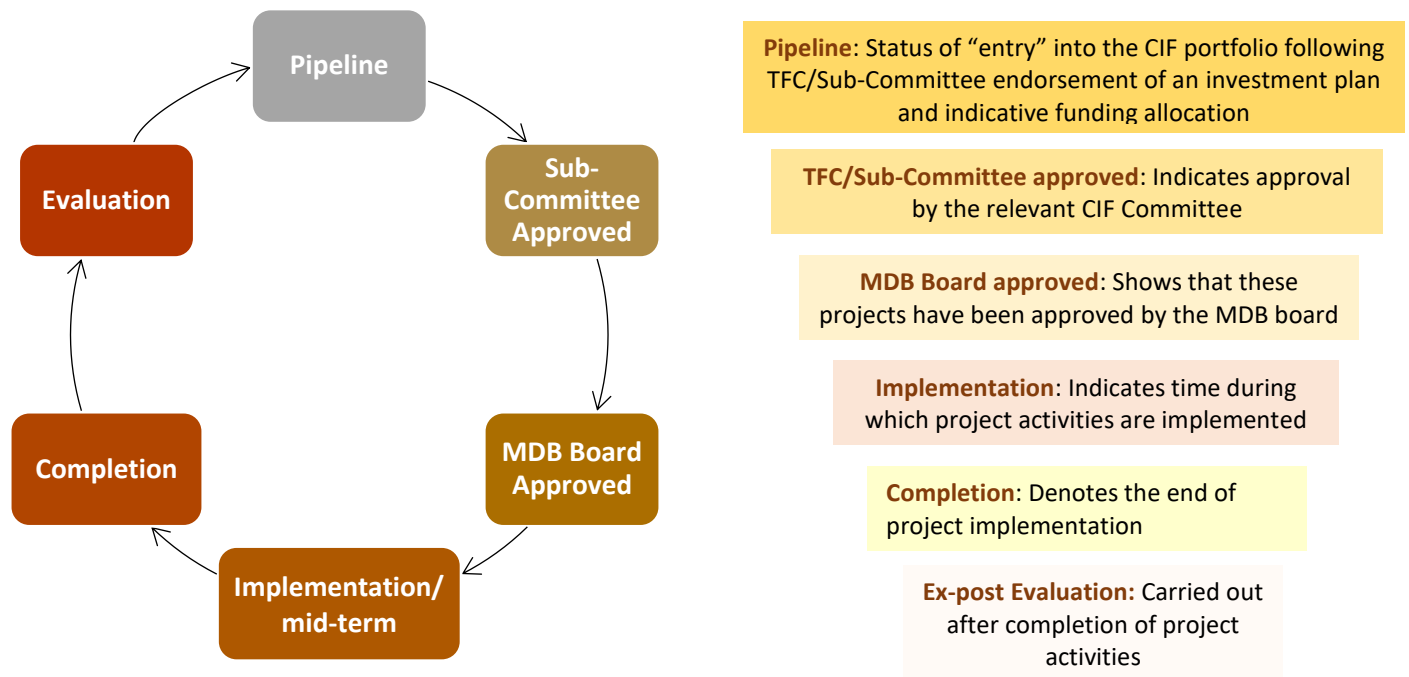 Pipeline
Sub-
Committee
Approved
MDB Board
Approved
Implementation/
mid-term
Completion
Evaluation
Pipeline: Status of “entry” into the CIF portfolio following
TFC/Sub-Committee endorsement of an investment plan
and indicative funding allocation
TFC/Sub-Committee approved: Indicates approval
by the relevant CIF Committee
MDB Board approved: Shows that these
projects have been approved by the MDB board
Implementation: Indicates time during
which project activities are implemented
Completion: Denotes the end of
project implementation
Ex-post Evaluation: Carried out
after completion of project
activities